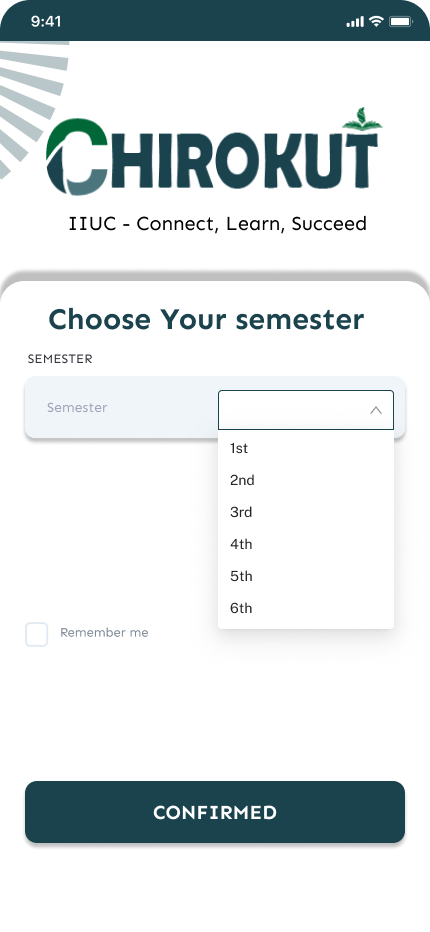 9:41
CHIROKUT
IIUC - Connect, Learn, Succeed
Choose Your semester
SEMESTER
Semester
1st
2nd
3rd
4th
5th
6th
Remember me
CONFIRMED